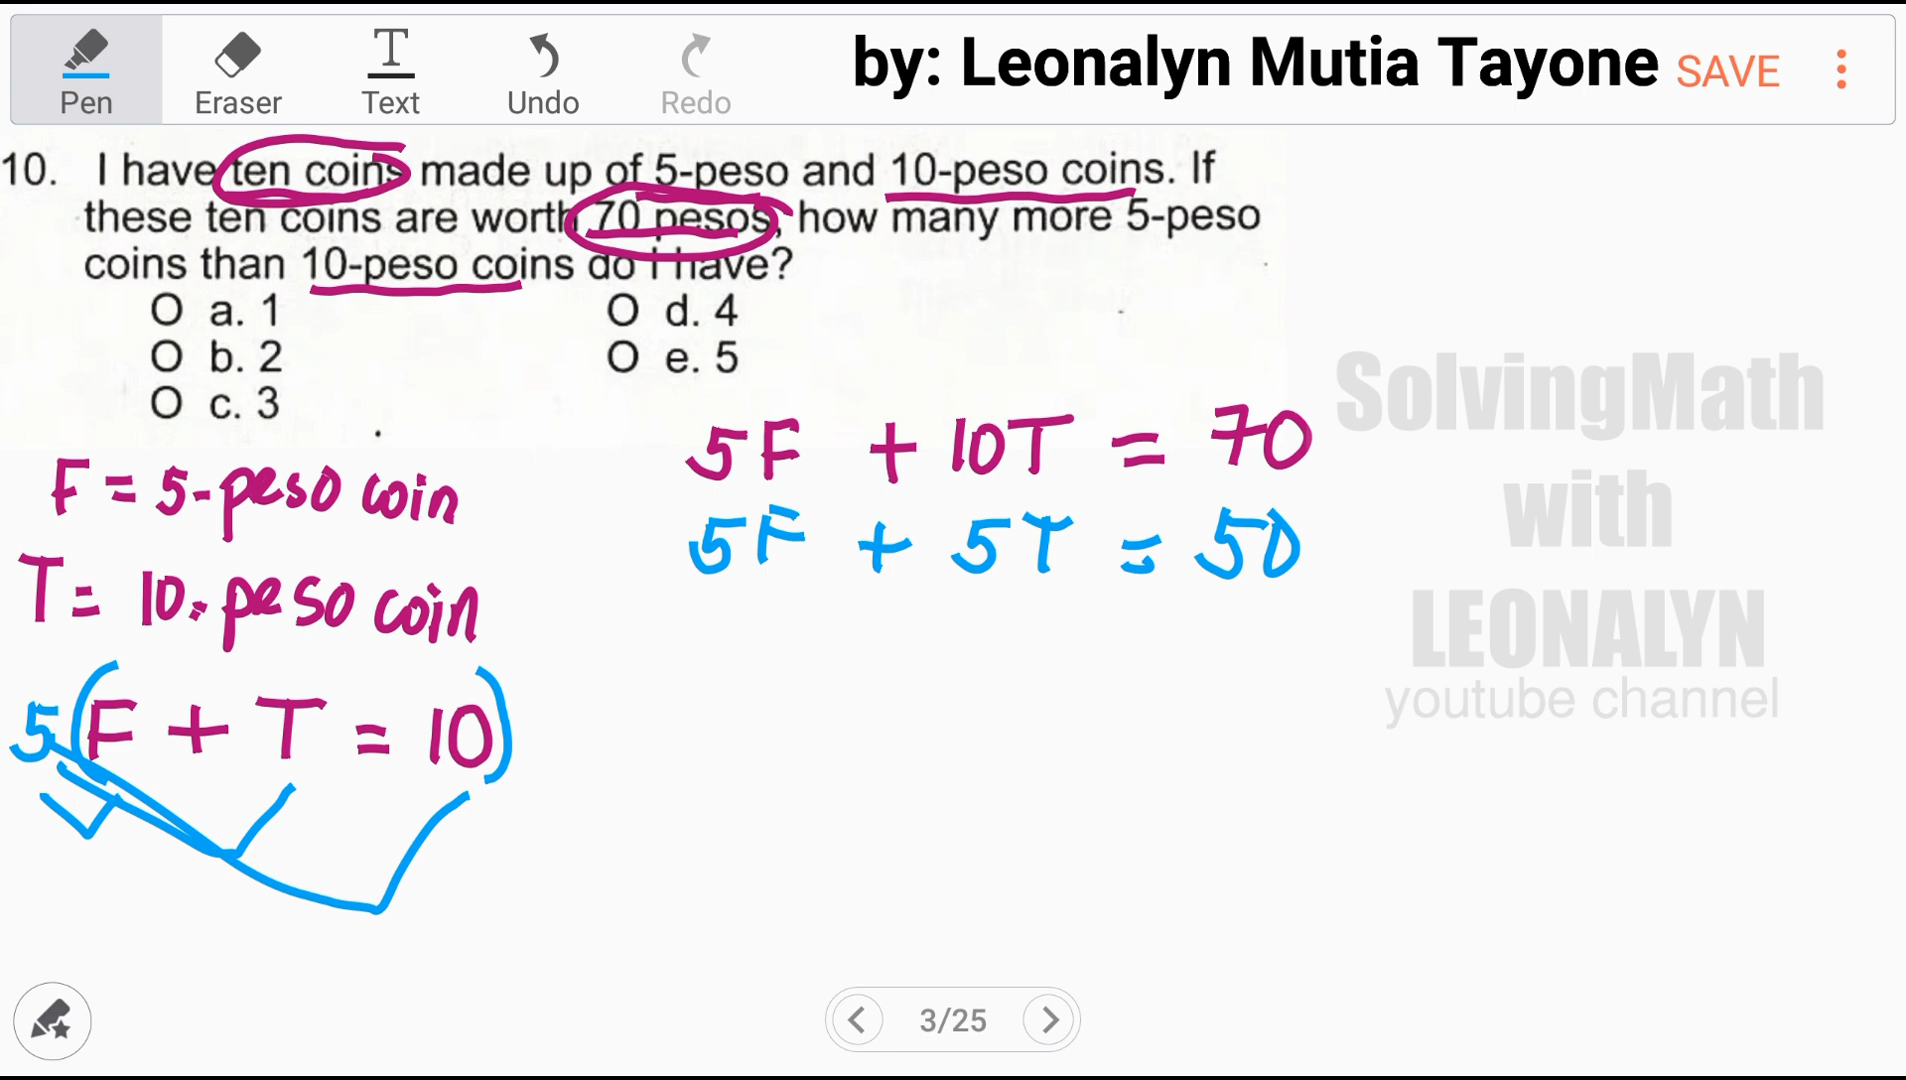 Pen
Eraser
T
Text
Undo
Redo
by: Leonalyn Mutia Tayone
SAVE
10. I have ten coins made up of 5-peso and 10-peso coins. If
these ten coins are worth 70 pesos, how many more 5-peso
coins than 10-peso coins do I have?
O a. 1
O d. 4
O b. 2
O e. 5
O c. 3
F = 5-peso coin
T = 10-peso coin
5(F + T = 10)
5F + 10T = 70
5F + 5T = 50
SolvingMath
with
LEONALYN
youtube channel
3/25